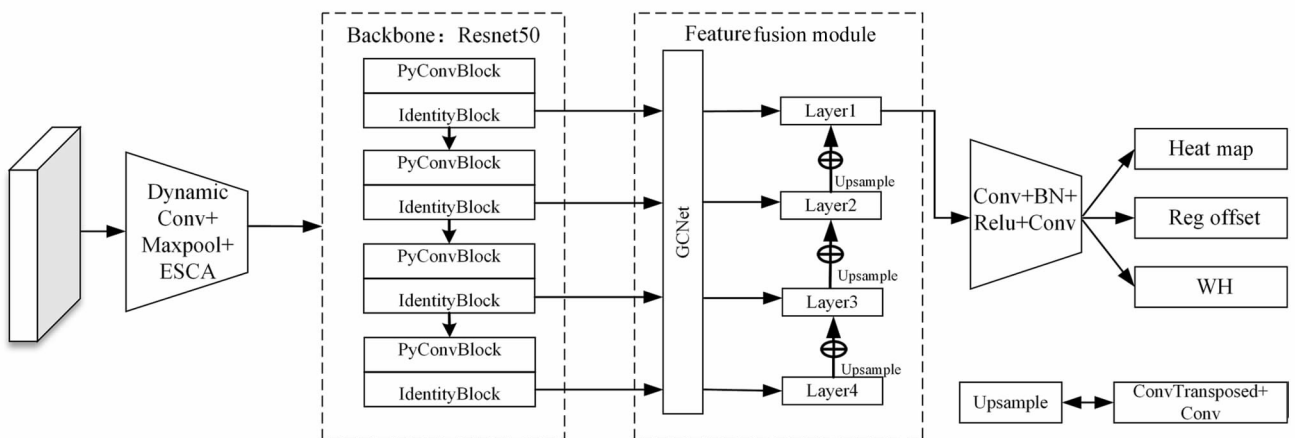 Dynamic
Conv+
Maxpool+
ESCA
Backbone：Resnet50
PyConvBlock
IdentityBlock
PyConvBlock
IdentityBlock
PyConvBlock
IdentityBlock
PyConvBlock
IdentityBlock
Feature fusion module
GCNet
Layer1
Upsample
Layer2
Upsample
Layer3
Upsample
Layer4
Conv+BN+
Relu+Conv
Heat map
Reg offset
WH
Upsample
ConvTransposed+
Conv